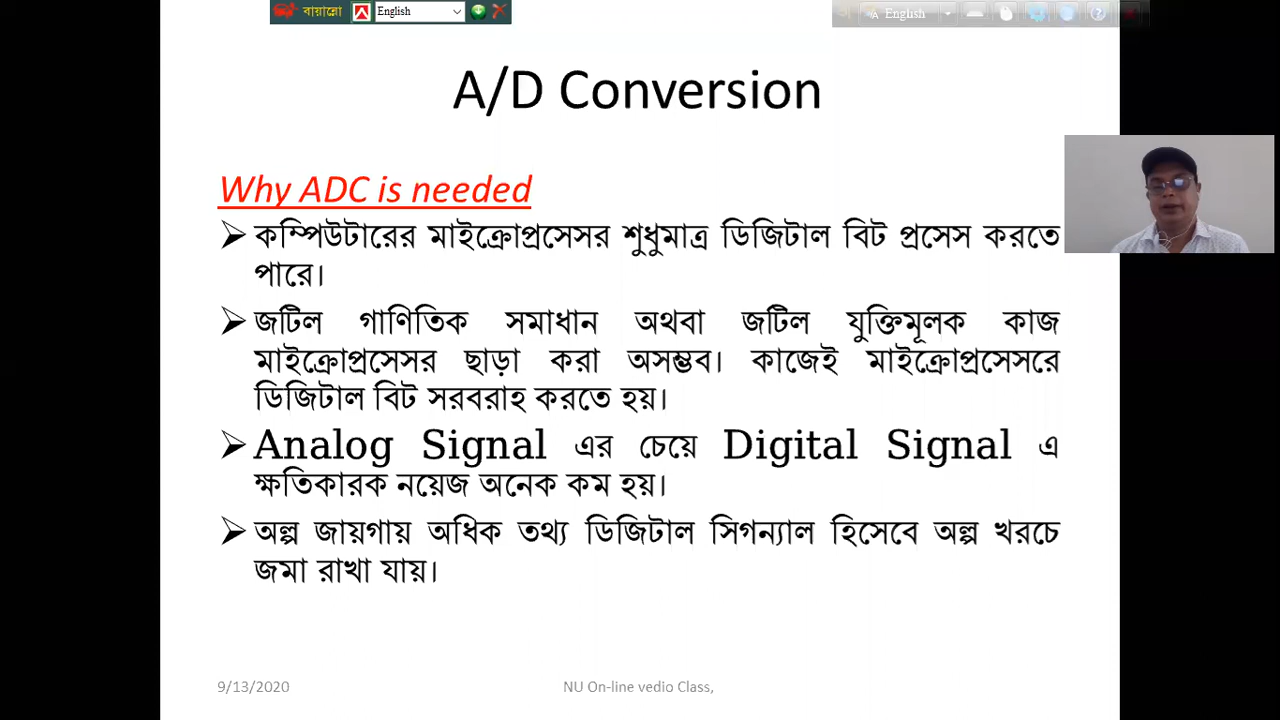 বায়ান্নো English English
A/D Conversion
Why ADC is needed
কম্পিউটারের মাইক্রোপ্রসেসর শুধুমাত্র ডিজিটাল বিট প্রসেস করতে
পারে।
জটিল গাণিতিক সমাধান অথবা জটিল যুক্তিমূলক কাজ
মাইক্রোপ্রসেসর ছাড়া করা অসম্ভব। কাজেই মাইক্রোপ্রসেসরে
ডিজিটাল বিট সরবরাহ করতে হয়।
Analog Signal এর চেয়ে Digital Signal এ
ক্ষতিকারক নয়েজ অনেক কম হয়।
অল্প জায়গায় অধিক তথ্য ডিজিটাল সিগন্যাল হিসেবে অল্প খরচে
জমা রাখা যায়।
9/13/2020 NU On-line vedio Class,